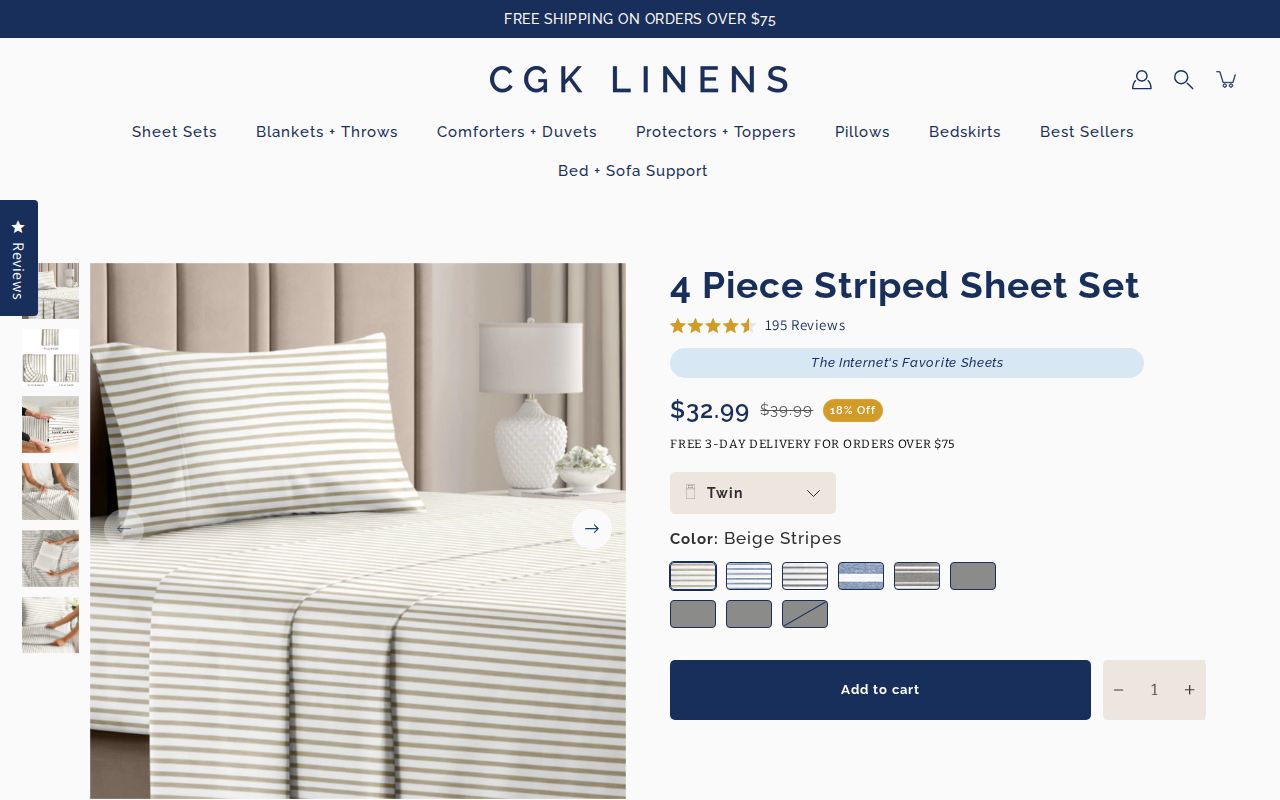 FREE SHIPPING ON ORDERS OVER $75
CGK LINENS
Sheet Sets
Blankets + Throws
Comforters + Duvets
Protectors + Toppers
Pillows
Bedskirts
Best Sellers
Bed + Sofa Support
Reviews
4 Piece Striped Sheet Set
195 Reviews
The Internet's Favorite Sheets
$32.99 $39.99 18% Off
FREE 3-DAY DELIVERY FOR ORDERS OVER $75
Twin
Color: Beige Stripes
Add to cart
− 1 +